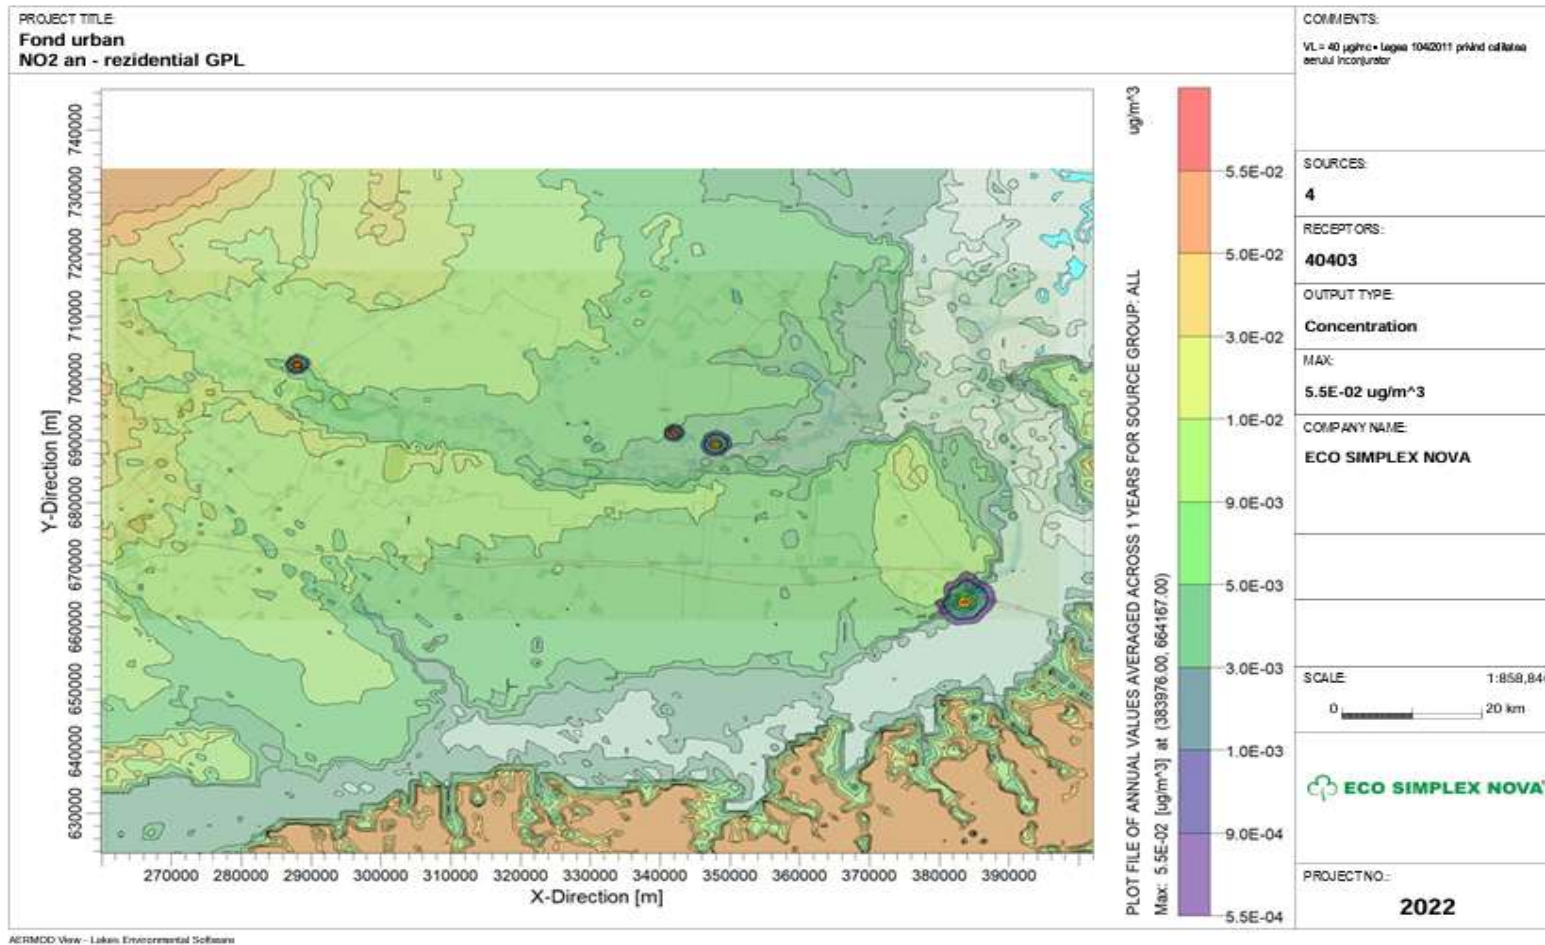 PROJECT TITLE:
Fond urban
NO2 an - rezidential GPL
COMMENTS:
VL = 40 µg/mc - Legea 104/2011 privind calitatea
aerului inconjurator
SOURCES:
4
RECEPTORS:
40403
OUTPUT TYPE:
Concentration
MAX:
5.5E-02 ug/m^3
COMPANY NAME:
ECO SIMPLEX NOVA
SCALE:
1:858,846
0 20 km
ECO SIMPLEX NOVA
PROJECT NO.:
2022
Y-Direction [m]
740000
730000
720000
710000
700000
690000
680000
670000
660000
650000
640000
630000
270000 280000 290000 300000 310000 320000 330000 340000 350000 360000 370000 380000 390000
X-Direction [m]
PLOT FILE OF ANNUAL VALUES AVERAGED ACROSS 1 YEARS FOR SOURCE GROUP: ALL
Max: 5.5E-02 [ug/m^3] at (383976.00, 664167.00)
ug/m^3
5.5E-02
5.0E-02
3.0E-02
1.0E-02
9.0E-03
5.0E-03
3.0E-03
1.0E-03
9.0E-04
5.5E-04
AERMOD View - Lakes Environmental Software